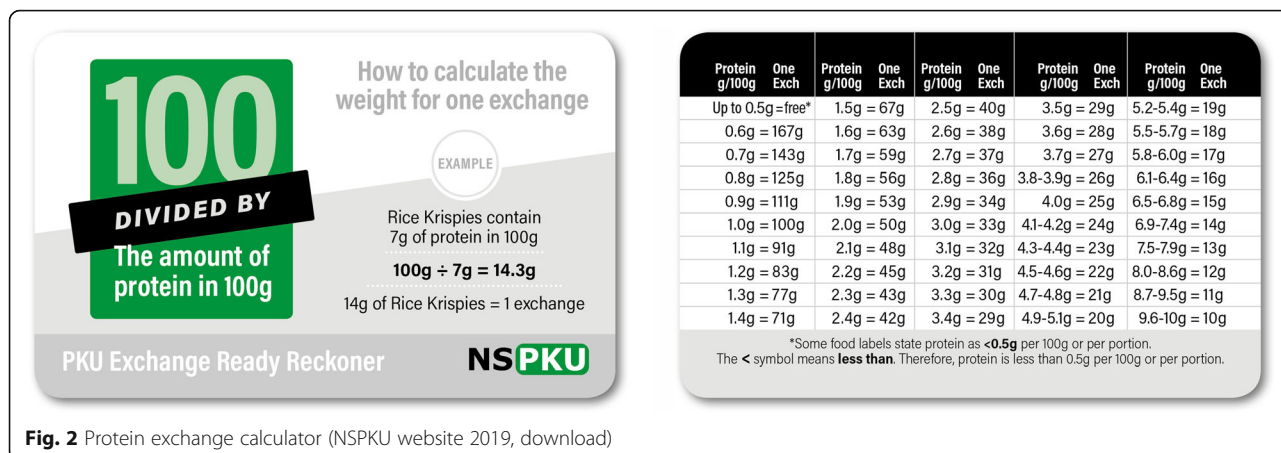 100
DIVIDED BY
The amount of
protein in 100g
How to calculate the
weight for one exchange
EXAMPLE
Rice Krispies contain
7g of protein in 100g
100g ÷ 7g = 14.3g
14g of Rice Krispies = 1 exchange
PKU Exchange Ready Reckoner
NSPKU
Protein One Protein One Protein One Protein One Protein One
g/100g Exch g/100g Exch g/100g Exch g/100g Exch g/100g Exch
Up to 0.5g = free* 1.5g = 67g 2.5g = 40g 3.5g = 29g 5.2-5.4g = 19g
0.6g = 167g 1.6g = 63g 2.6g = 38g 3.6g = 28g 5.5-5.7g = 18g
0.7g = 143g 1.7g = 59g 2.7g = 37g 3.7g = 27g 5.8-6.0g = 17g
0.8g = 125g 1.8g = 56g 2.8g = 36g 3.8-3.9g = 26g 6.1-6.4g = 16g
0.9g = 111g 1.9g = 53g 2.9g = 34g 4.0g = 25g 6.5-6.8g = 15g
1.0g = 100g 2.0g = 50g 3.0g = 33g 4.1-4.2g = 24g 6.9-7.4g = 14g
1.1g = 91g 2.1g = 48g 3.1g = 32g 4.3-4.4g = 23g 7.5-7.9g = 13g
1.2g = 83g 2.2g = 45g 3.2g = 31g 4.5-4.6g = 22g 8.0-8.6g = 12g
1.3g = 77g 2.3g = 43g 3.3g = 30g 4.7-4.8g = 21g 8.7-9.5g = 11g
1.4g = 71g 2.4g = 42g 3.4g = 29g 4.9-5.1g = 20g 9.6-10g = 10g
*Some food labels state protein as <0.5g per 100g or per portion.
The < symbol means less than. Therefore, protein is less than 0.5g per 100g or per portion.
Fig. 2 Protein exchange calculator (NSPKU website 2019, download)